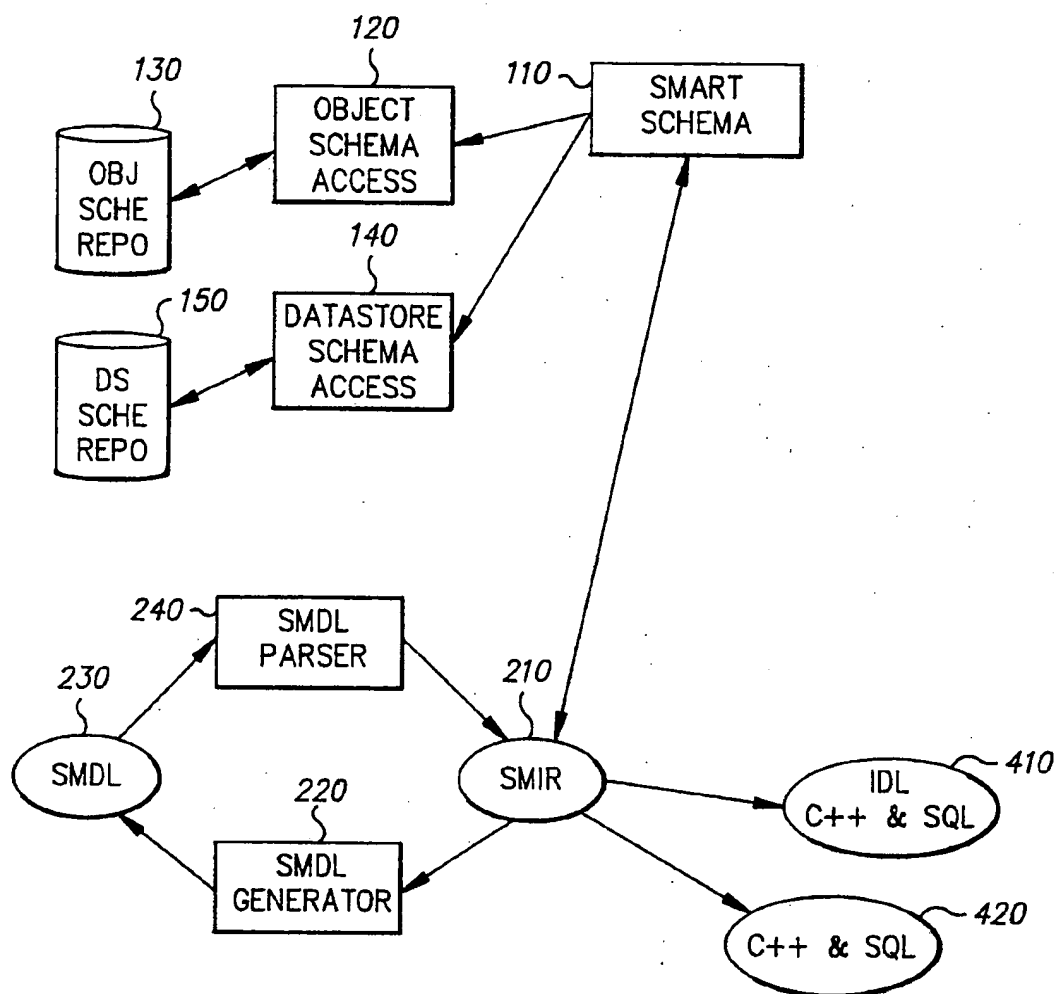 120
130
110
OBJECT
SCHEMA
ACCESS
SMART
SCHEMA
OBJ
SCHE
REPO
140
150
DATASTORE
SCHEMA
ACCESS
DS
SCHE
REPO
240
SMDL
PARSER
230
210
SMDL
SMIR
410
IDL
C++ & SQL
220
SMDL
GENERATOR
420
C++ & SQL